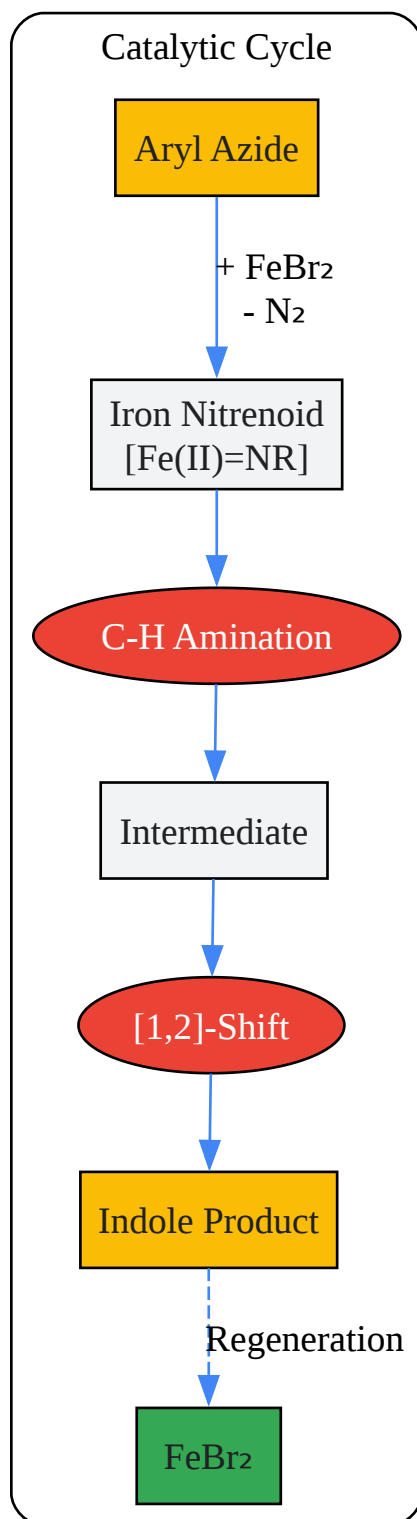 Catalytic Cycle
Aryl Azide
+ FeBr₂
- N₂
Iron Nitrenoid
[Fe(II)=NR]
C-H Amination
Intermediate
[1,2]-Shift
Indole Product
Regeneration
FeBr₂